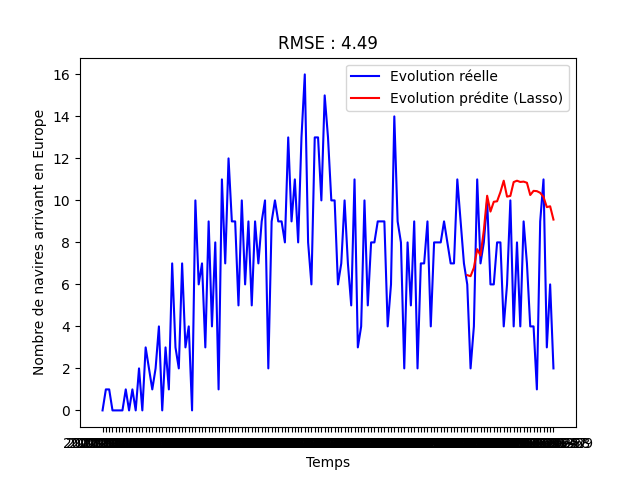 RMSE : 4.49
Evolution réelle
Evolution prédite (Lasso)
Nombre de navires arrivant en Europe
16
14
12
10
8
6
4
2
0
Temps